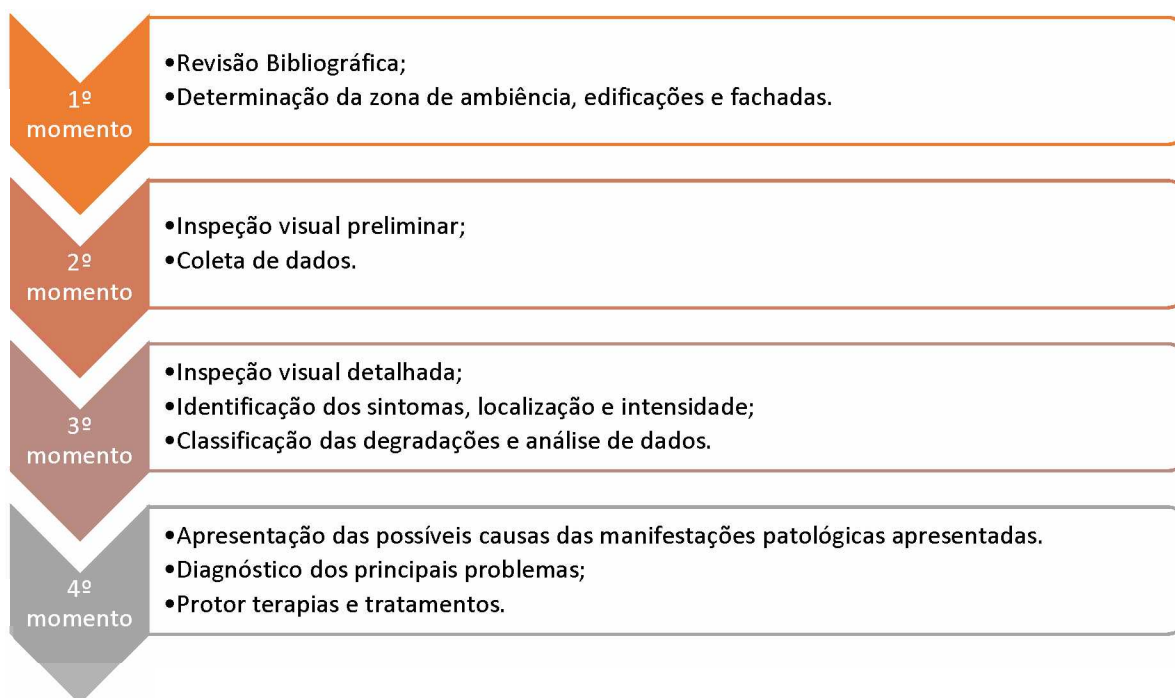 1º
momento
•Revisão Bibliográfica;
•Determinação da zona de ambiência, edificações e fachadas.
2º
momento
•Inspeção visual preliminar;
•Coleta de dados.
3º
momento
•Inspeção visual detalhada;
•Identificação dos sintomas, localização e intensidade;
•Classificação das degradações e análise de dados.
4º
momento
•Apresentação das possíveis causas das manifestações patológicas apresentadas.
•Diagnóstico dos principais problemas;
•Protor terapias e tratamentos.